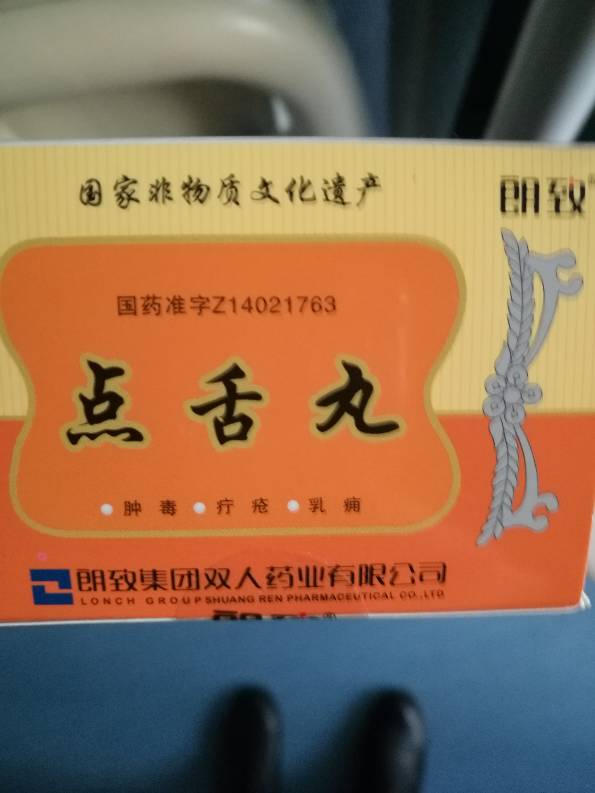 国家非物质文化遗产
朗致®
国药准字Z14021763
点舌丸
●肿毒 ●疔疮 ●乳痈
朗致集团双人药业有限公司
LONCH GROUP SHUANG REN PHARMACEUTICAL CO.,LTD